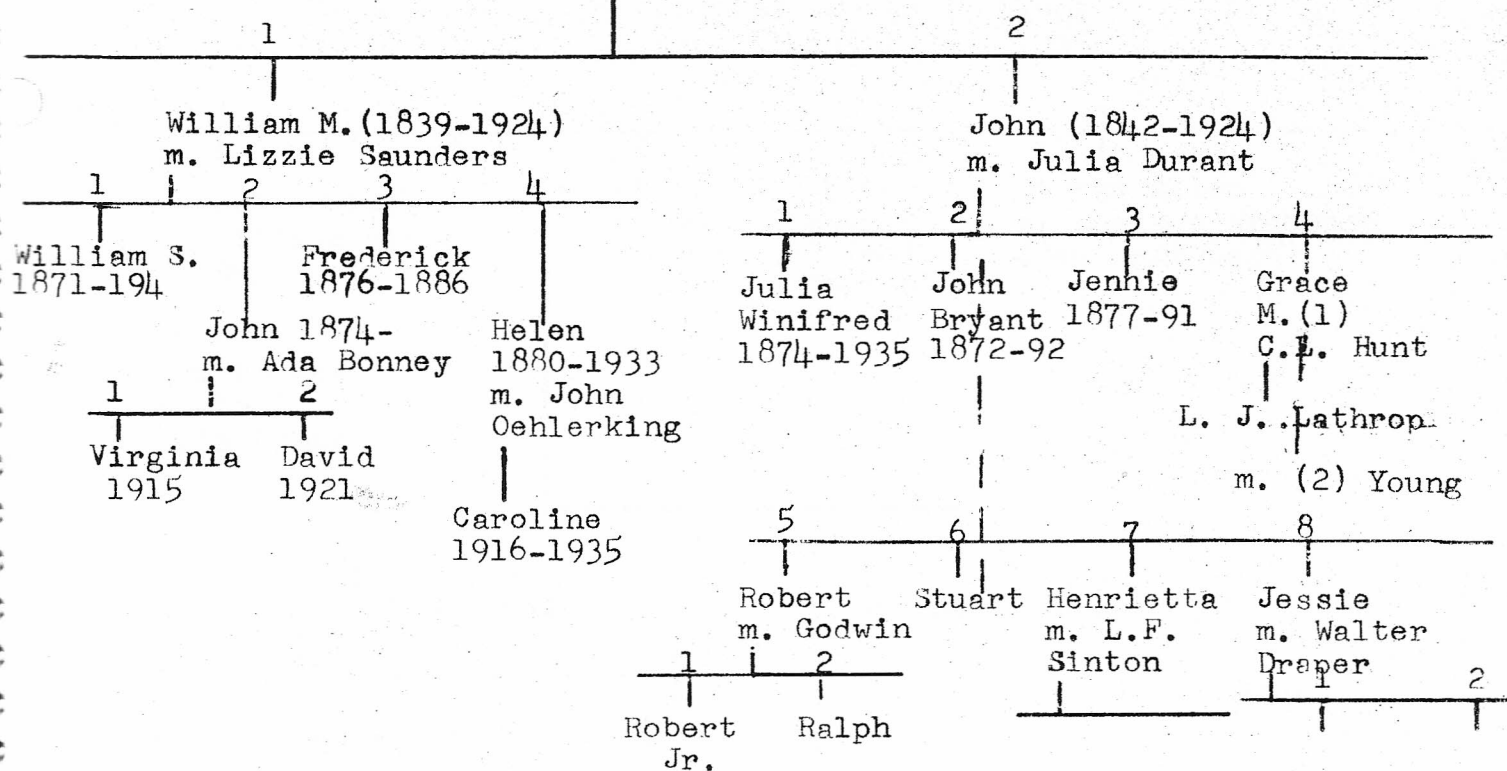 1 2
William M. (1839-1924)
m. Lizzie Saunders
1 2 3 4
William S.
1871-194
John 1874-
m. Ada Bonney
Frederick
1876-1886
Helen
1880-1933
m. John
Oehlerking
1 2
Virginia
1915
David
1921
Caroline
1916-1935
John (1842-1924)
m. Julia Durant
1 2 3 4
Julia
Winifred
1874-1935
John
Bryant
1872-92
Jennie
1877-91
Grace
M. (1)
C.L. Hunt
L. J. Lathrop
m. (2) Young
5 6 7 8
Robert
m. Godwin
1 2
Robert
Jr.
Ralph
Stuart
Henrietta
m. L.F.
Sinton
Jessie
m. Walter
Draper
1 2